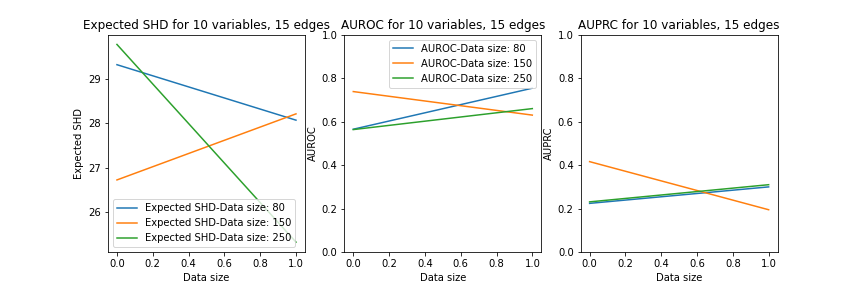 Expected SHD for 10 variables, 15 edges
Expected SHD
29
28
27
26
Expected SHD-Data size: 80
Expected SHD-Data size: 150
Expected SHD-Data size: 250
0.0 0.2 0.4 0.6 0.8 1.0
Data size
AUROC for 10 variables, 15 edges
AUROC
1.0
0.8
0.6
0.4
0.2
0.0
AUROC-Data size: 80
AUROC-Data size: 150
AUROC-Data size: 250
0.0 0.2 0.4 0.6 0.8 1.0
Data size
AUPRC for 10 variables, 15 edges
AUPRC
1.0
0.8
0.6
0.4
0.2
0.0
0.0 0.2 0.4 0.6 0.8 1.0
Data size